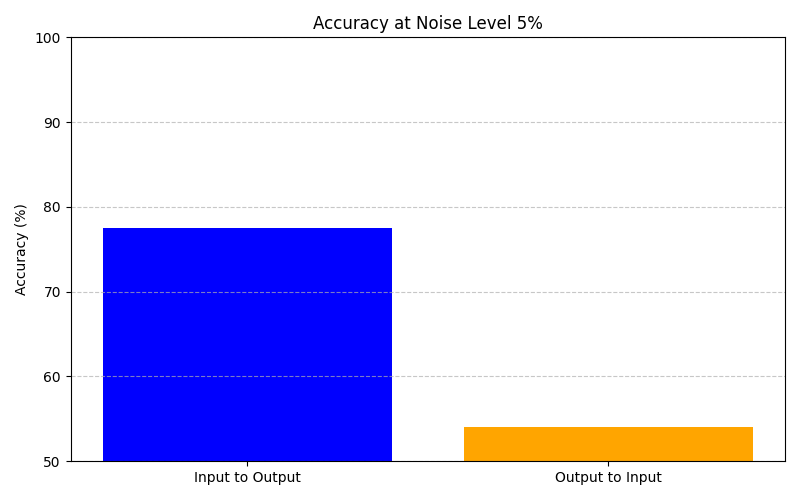 Accuracy at Noise Level 5%
100
90
80
70
60
50
Accuracy (%)
Input to Output
Output to Input